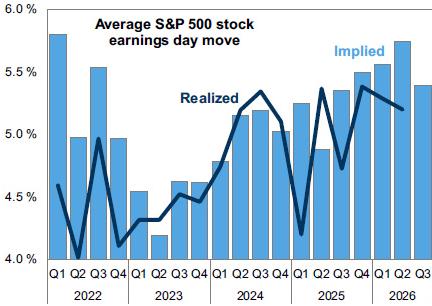 6.0 %
Average S&P 500 stock
earnings day move
Implied
5.5 %
Realized
5.0 %
4.5 %
4.0 %
Q1 Q2 Q3 Q4 Q1 Q2 Q3 Q4 Q1 Q2 Q3 Q4 Q1 Q2 Q3 Q4 Q1 Q2 Q3
2022 2023 2024 2025 2026